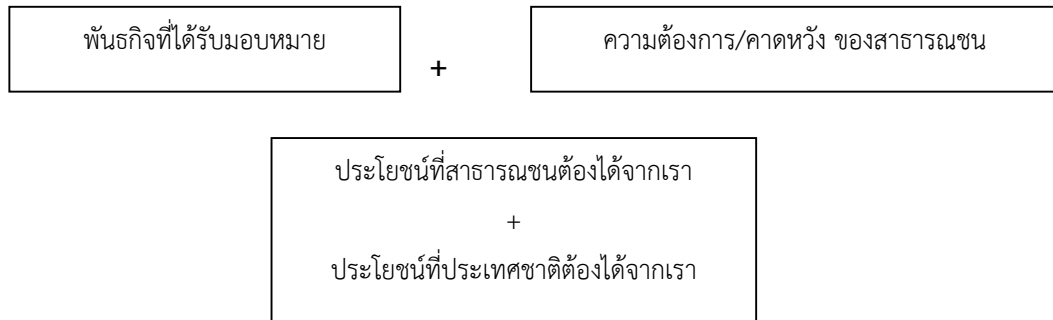 พันธกิจที่ได้รับมอบหมาย
+
ความต้องการ/คาดหวัง ของสาธารณชน
ประโยชน์ที่สาธารณชนต้องได้จากเรา
+
ประโยชน์ที่ประเทศชาติต้องได้จากเรา